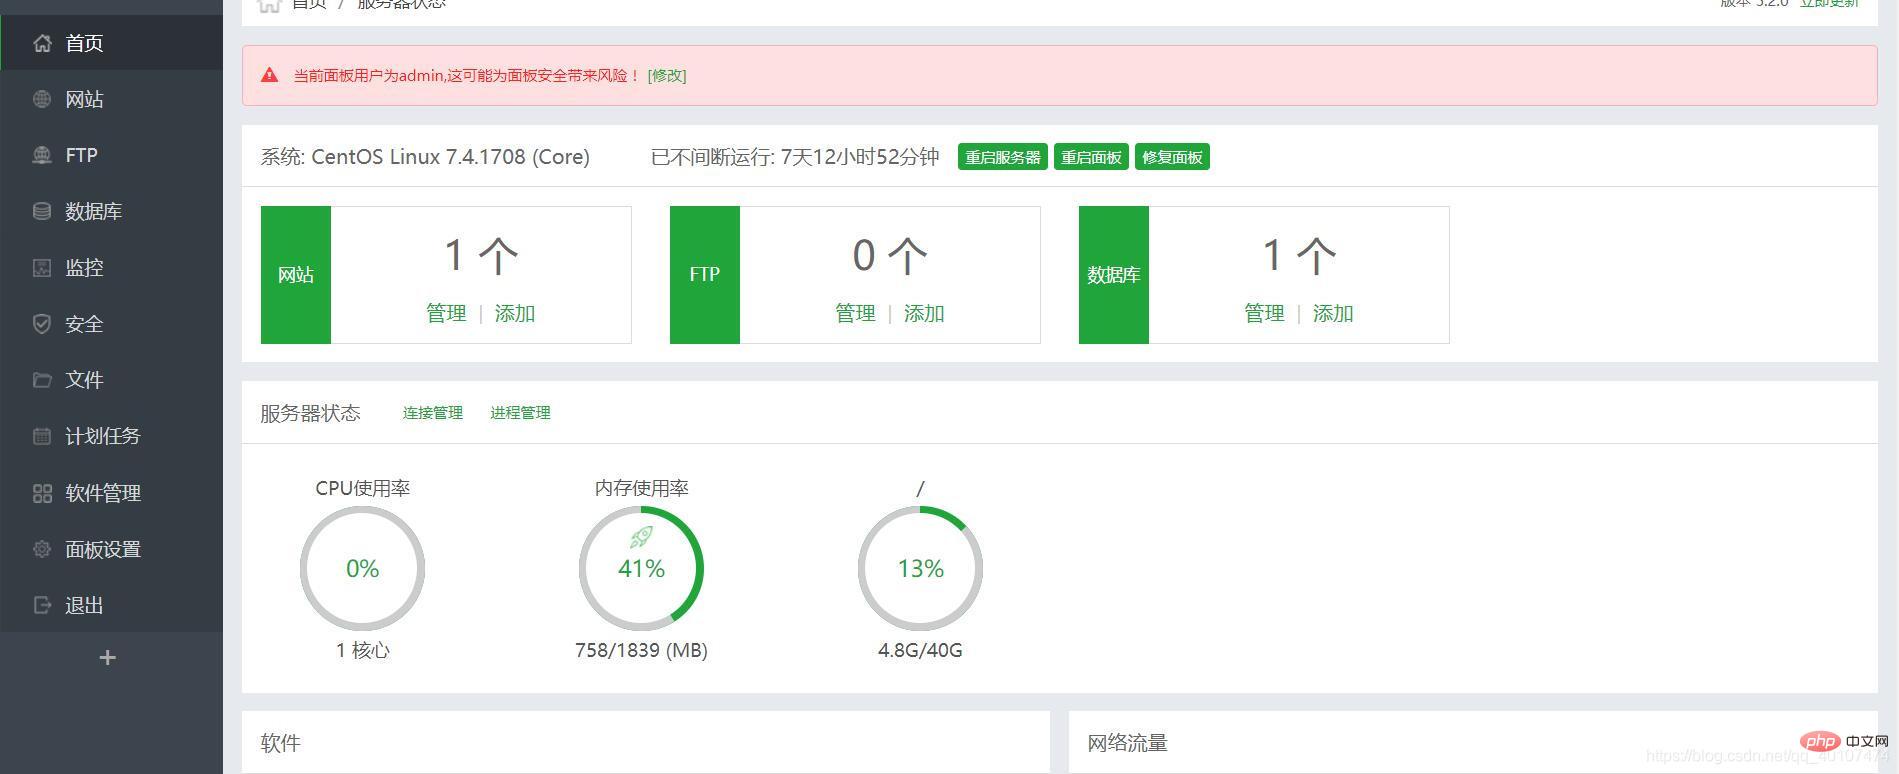 首页 / 服务器状态
版本 5.2.0 立即更新
首页
网站
FTP
数据库
监控
安全
文件
计划任务
软件管理
面板设置
退出
+
当前面板用户为admin,这可能为面板安全带来风险！ [修改]
系统: CentOS Linux 7.4.1708 (Core) 已不间断运行: 7天12小时52分钟 重启服务器 重启面板 修复面板
网站
1 个
管理 | 添加
FTP
0 个
管理 | 添加
数据库
1 个
管理 | 添加
服务器状态 连接管理 进程管理
CPU使用率
0%
1 核心
内存使用率
41%
758/1839 (MB)
/
13%
4.8G/40G
软件
网络流量
php 中文网
https://blog.csdn.net/qq_40107474